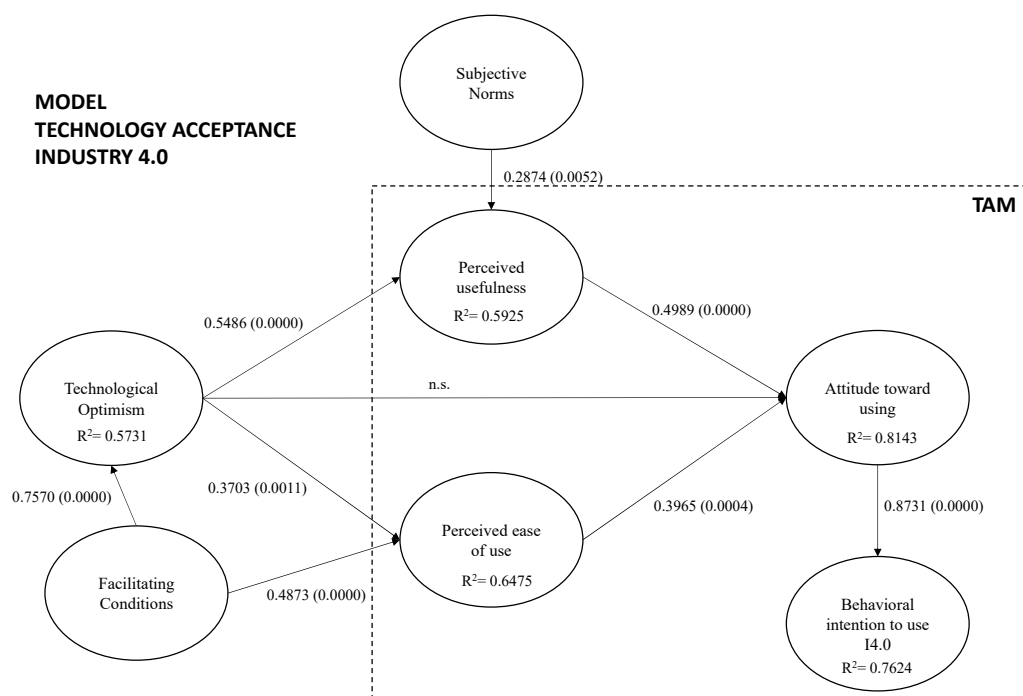 Subjective
Norms
MODEL
TECHNOLOGY ACCEPTANCE
INDUSTRY 4.0
0.2874 (0.0052)
TAM
Perceived
usefulness
R²= 0.5925
0.5486 (0.0000)
0.4989 (0.0000)
Technological
Optimism
R²= 0.5731
n.s.
Attitude toward
using
R²= 0.8143
0.7570 (0.0000)
0.3703 (0.0011)
0.3965 (0.0004)
0.8731 (0.0000)
Perceived ease
of use
R²= 0.6475
Facilitating
Conditions
0.4873 (0.0000)
Behavioral
intention to use
I4.0
R²= 0.7624